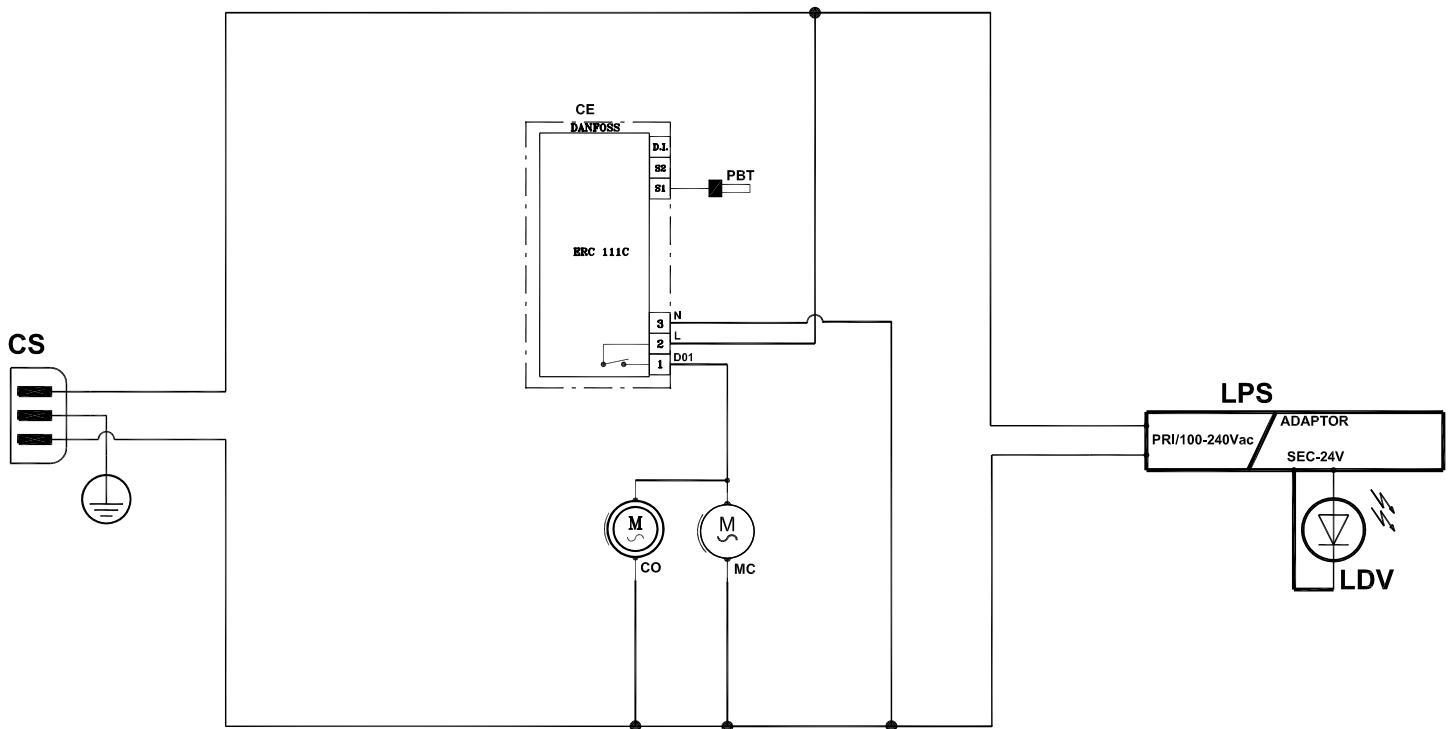 CE
DANFOSS
D.I.
S2
S1
PBT
ERC 111C
3
N
2
L
1
D01
CS
LPS
ADAPTOR
PRI/100-240Vac
SEC-24V
M
M
CO
MC
LDV